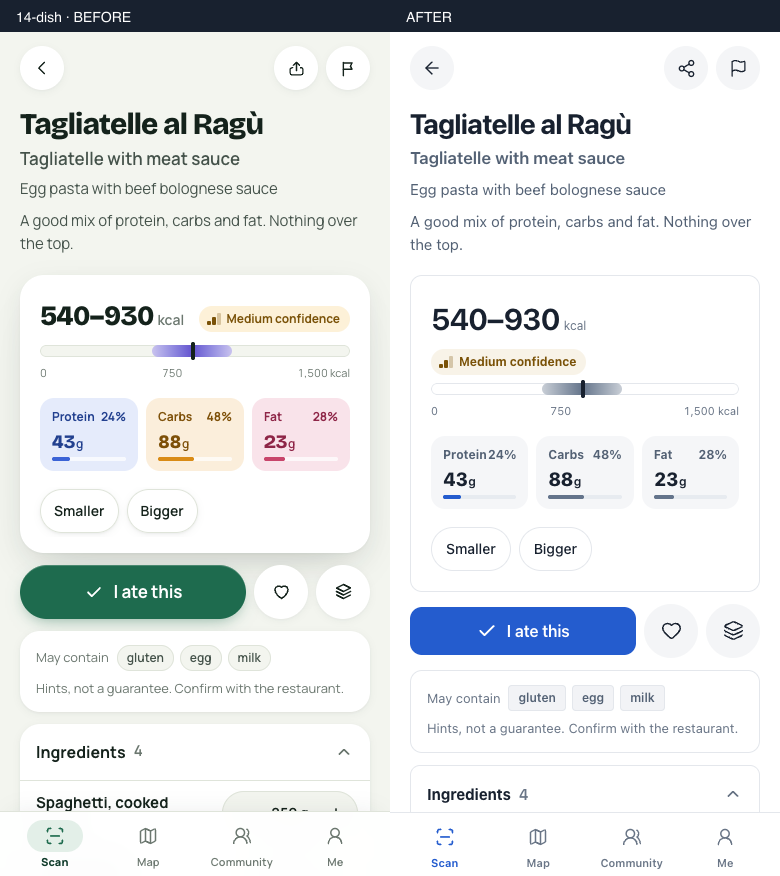 14-dish · BEFORE
Tagliatelle al Ragù
Tagliatelle with meat sauce
Egg pasta with beef bolognese sauce
A good mix of protein, carbs and fat. Nothing over
the top.
540–930 kcal Medium confidence
0 750 1,500 kcal
Protein 24% Carbs 48% Fat 28%
43g 88g 23g
Smaller Bigger
I ate this
May contain gluten egg milk
Hints, not a guarantee. Confirm with the restaurant.
Ingredients 4
Spaghetti, cooked
Scan Map Community Me
AFTER
Tagliatelle al Ragù
Tagliatelle with meat sauce
Egg pasta with beef bolognese sauce
A good mix of protein, carbs and fat. Nothing over
the top.
540–930 kcal
Medium confidence
0 750 1,500 kcal
Protein 24% Carbs 48% Fat 28%
43g 88g 23g
Smaller Bigger
I ate this
May contain gluten egg milk
Hints, not a guarantee. Confirm with the restaurant.
Ingredients 4
Scan Map Community Me